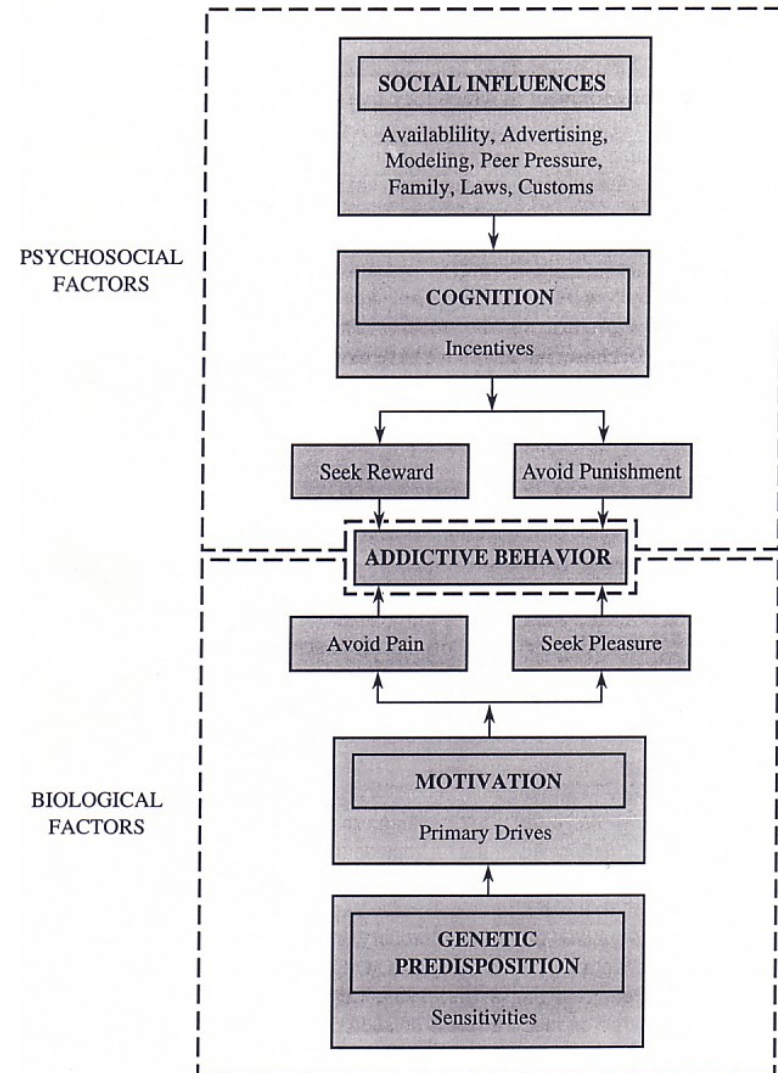 SOCIAL INFLUENCES
Availablility, Advertising,
Modeling, Peer Pressure,
Family, Laws, Customs
PSYCHOSOCIAL
FACTORS
COGNITION
Incentives
Seek Reward
Avoid Punishment
ADDICTIVE BEHAVIOR
Avoid Pain
Seek Pleasure
MOTIVATION
Primary Drives
BIOLOGICAL
FACTORS
GENETIC
PREDISPOSITION
Sensitivities